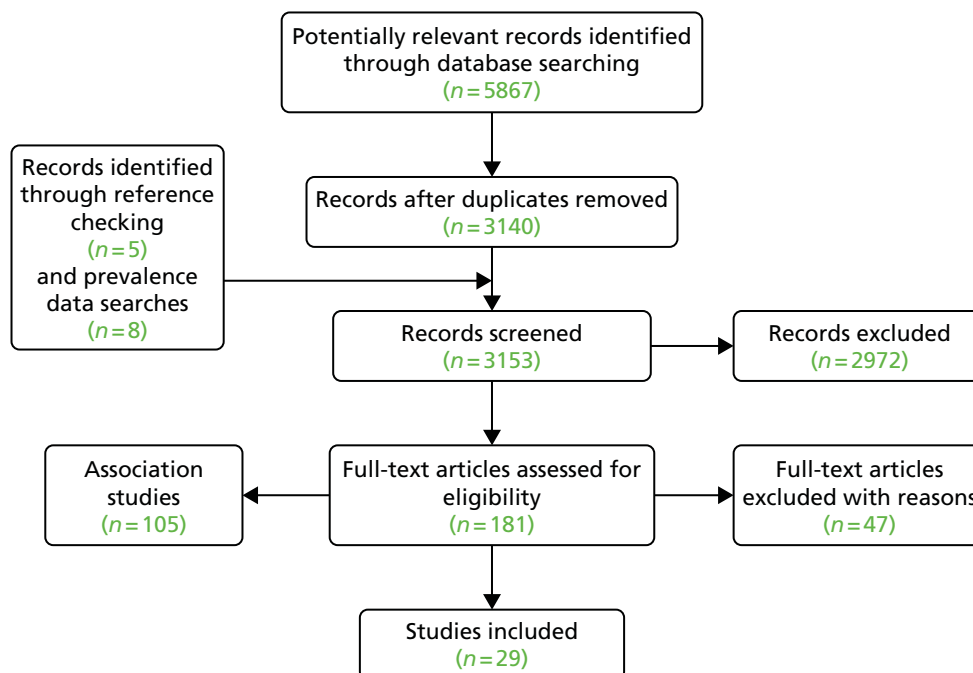 Potentially relevant records identified
through database searching
(n=5867)
Records identified
through reference
checking
(n=5)
and prevalence
data searches
(n=8)
Records after duplicates removed
(n=3140)
Records screened
(n=3153)
Records excluded
(n=2972)
Association
studies
(n=105)
Full-text articles assessed for
eligibility
(n=181)
Full-text articles
excluded with reasons
(n=47)
Studies included
(n=29)